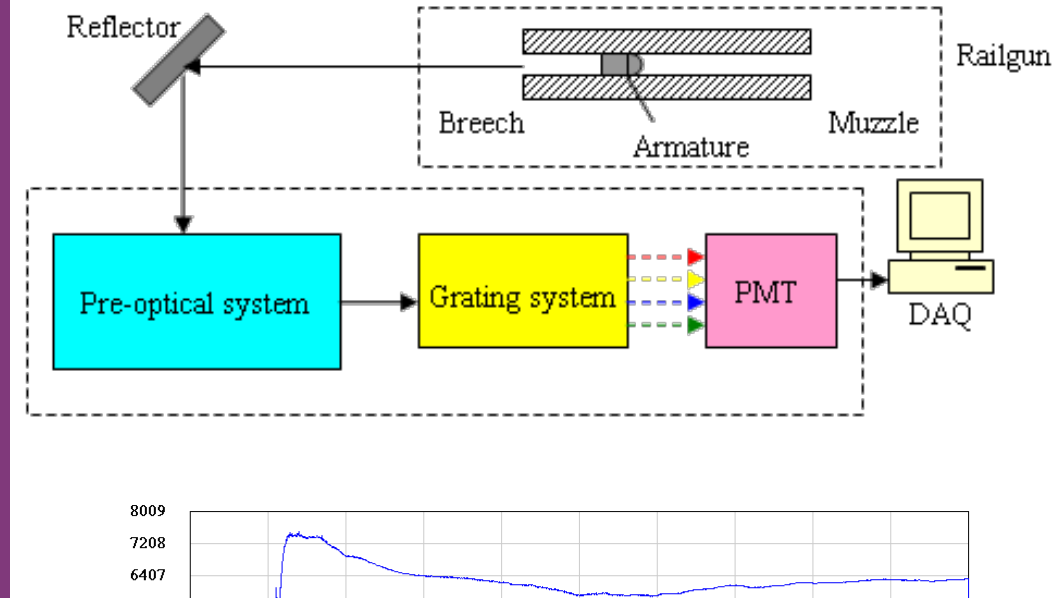 Reflector
Railgun
Breech
Muzzle
Armature
Pre-optical system
Grating system
PMT
DAQ
8009
7208
6407